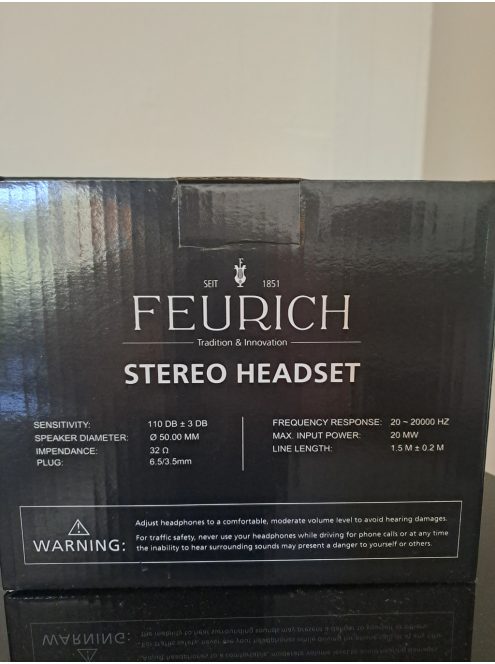 F
SEIT 1851
FEURICH
Tradition & Innovation
STEREO HEADSET
SENSITIVITY: 110 DB ± 3 DB
SPEAKER DIAMETER: Ø 50.00 MM
IMPENDANCE: 32 Ω
PLUG: 6.5/3.5mm
FREQUENCY RESPONSE: 20 ~ 20000 HZ
MAX. INPUT POWER: 20 MW
LINE LENGTH: 1.5 M ± 0.2 M
WARNING:
Adjust headphones to a comfortable, moderate volume level to avoid hearing damages.
For traffic safety, never use your headphones while driving for phone calls or at any time
the inability to hear surrounding sounds may present a danger to yourself or others.